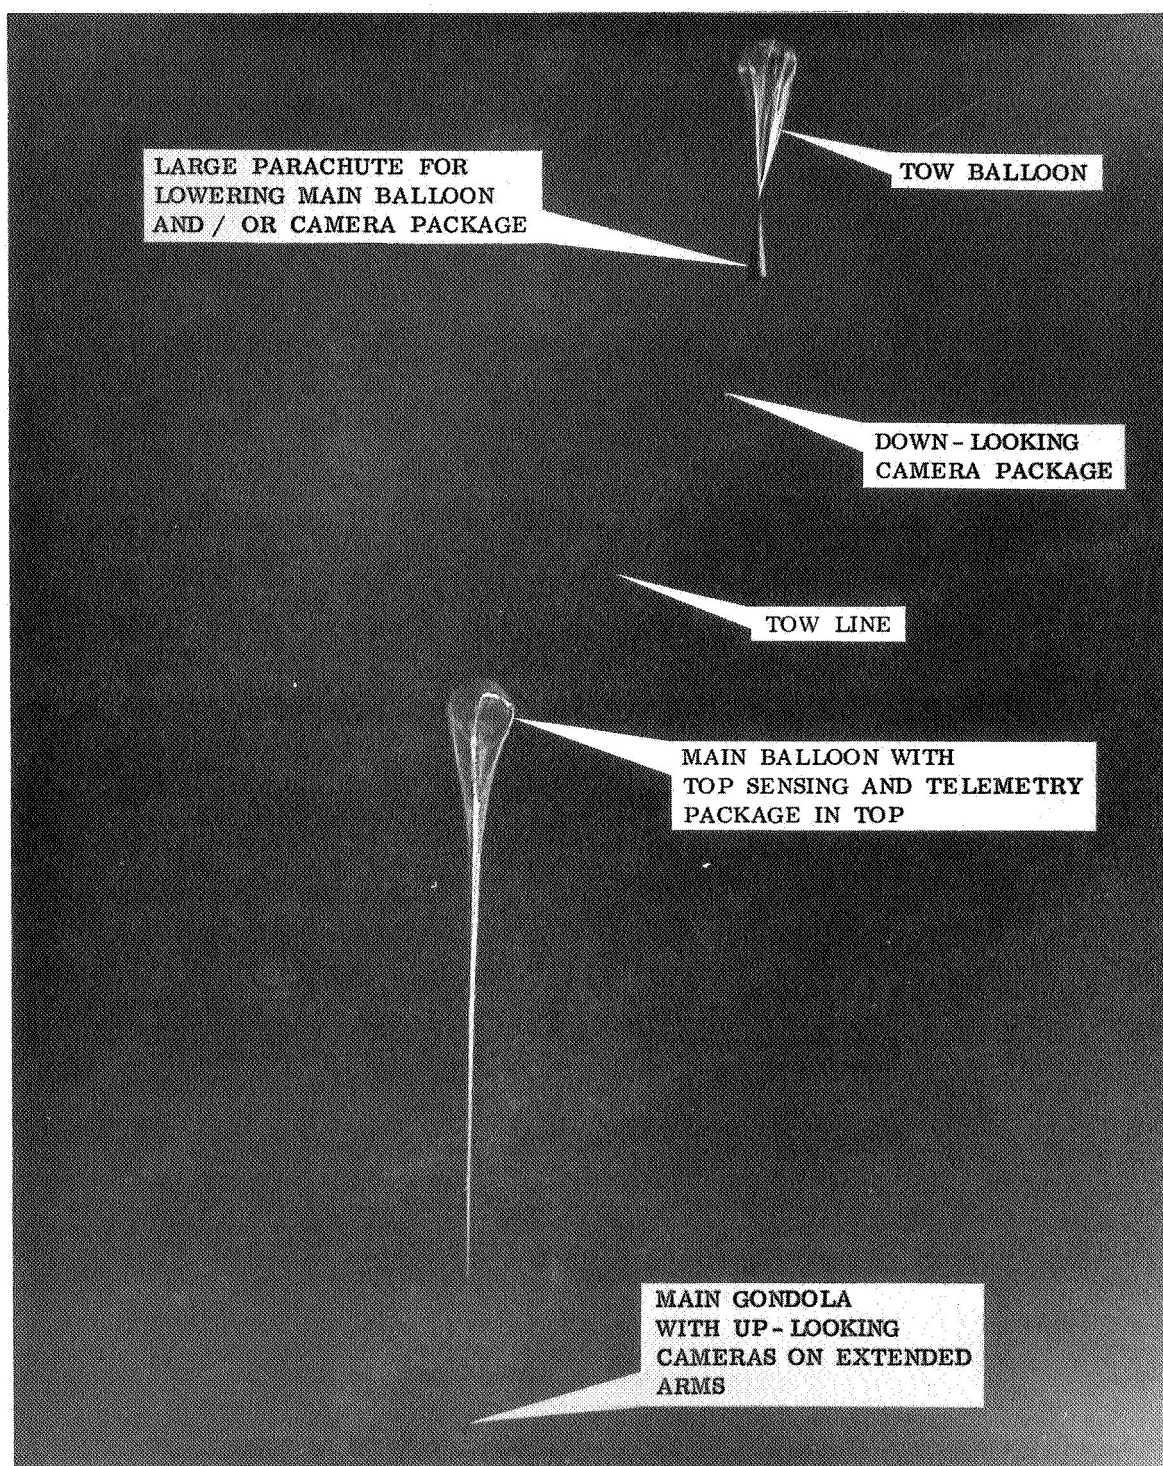 LARGE PARACHUTE FOR
LOWERING MAIN BALLOON
AND / OR CAMERA PACKAGE
TOW BALLOON
DOWN-LOOKING
CAMERA PACKAGE
TOW LINE
MAIN BALLOON WITH
TOP SENSING AND TELEMETRY
PACKAGE IN TOP
MAIN GONDOLA
WITH UP-LOOKING
CAMERAS ON EXTENDED
ARMS